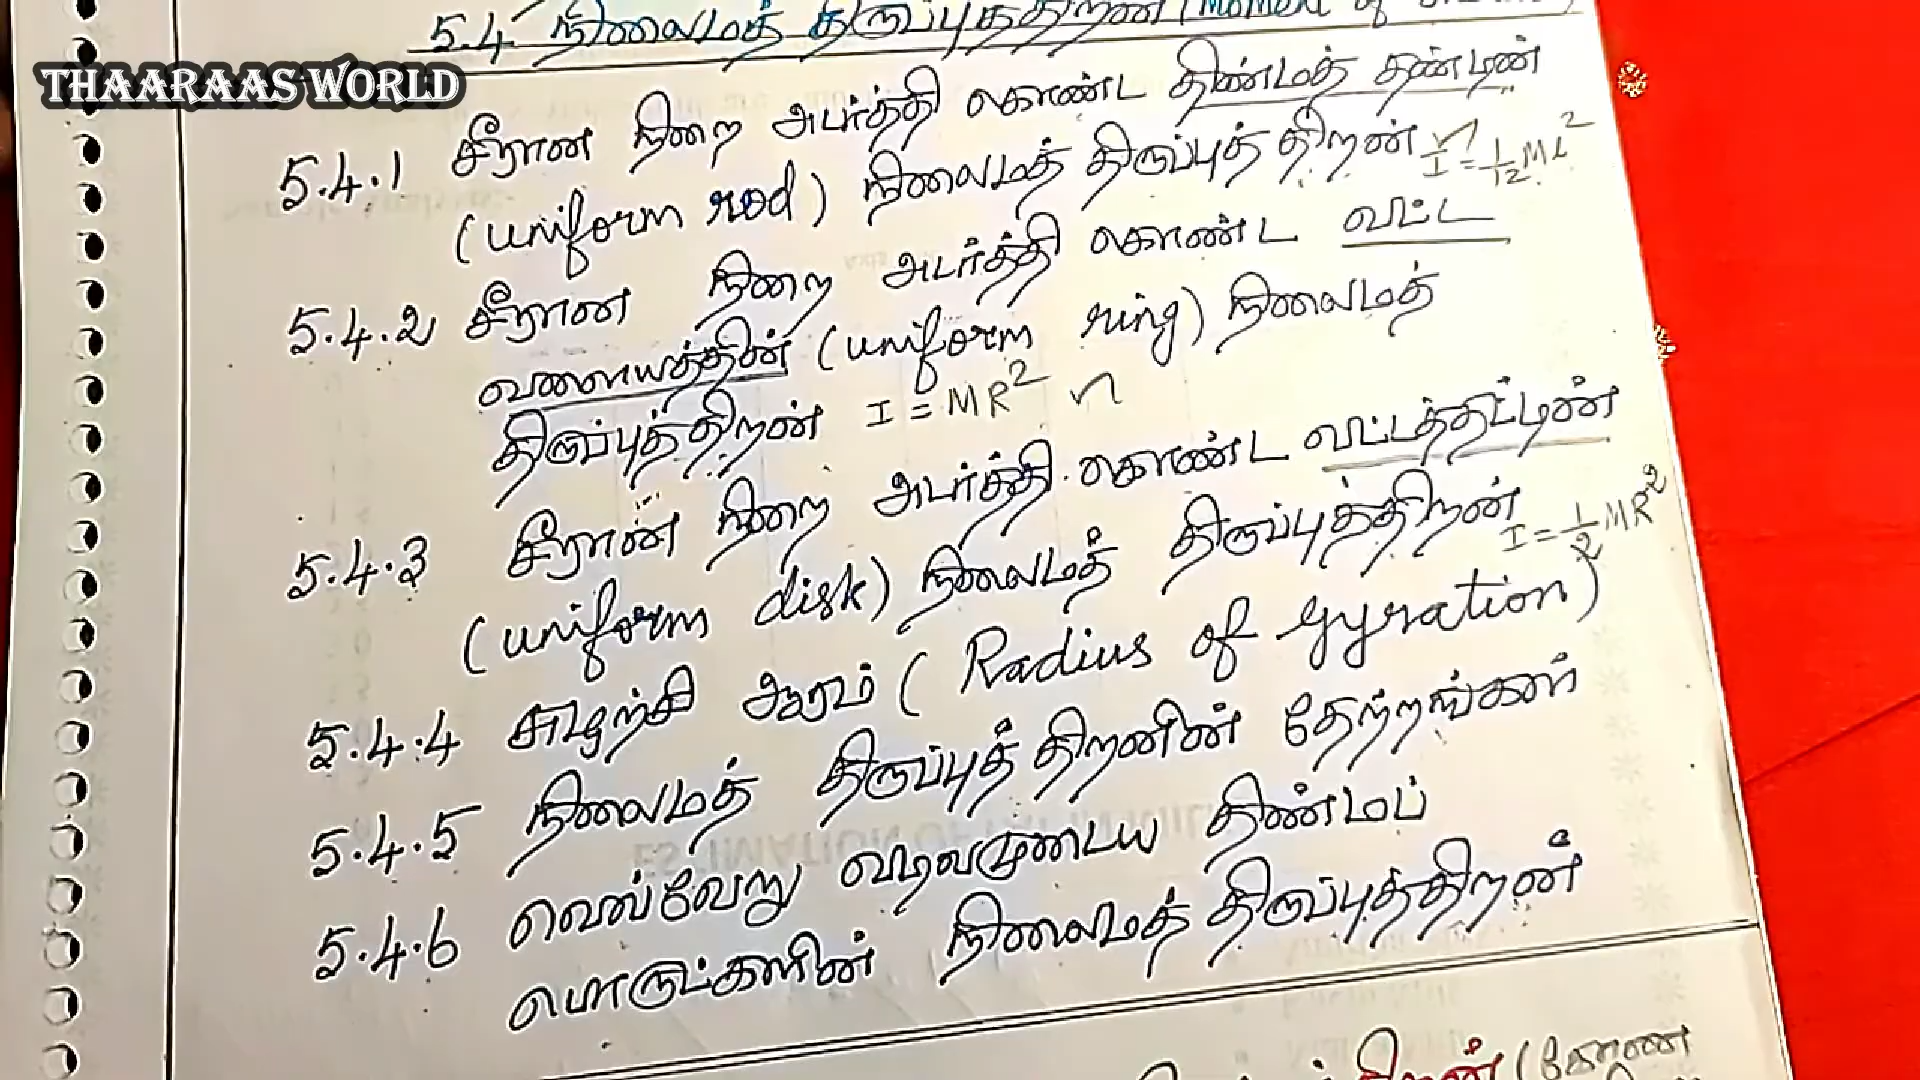 5.4 நிலைமத் திருப்புத்திறன் (Moment of
THAARAAS WORLD
5.4.1 சீரான நிறை அடர்த்தி கொண்ட திண்மத் தண்டின்
(uniform rod) நிலைமத் திருப்புத் திறன் I = 1/12 Ml²
5.4.2 சீரான நிறை அடர்த்தி கொண்ட வட்ட
வளையத்தின் (uniform ring) நிலைமத்
திருப்புத்திறன் I = MR²
5.4.3 சீரான் நிறை அடர்த்தி கொண்ட வட்டத்தட்டின்
(uniform disk) நிலைமத் திருப்புத்திறன் I = 1/2 MR²
5.4.4 சுழற்சி ஆரம் (Radius of gyration)
5.4.5 நிலைமத் திருப்புத் திறனின் தேற்றங்கள்
5.4.6 வெவ்வேறு வடிவமுடைய திண்மப்
பொருட்களின் நிலைமத் திருப்புத்திறன்
(கோண